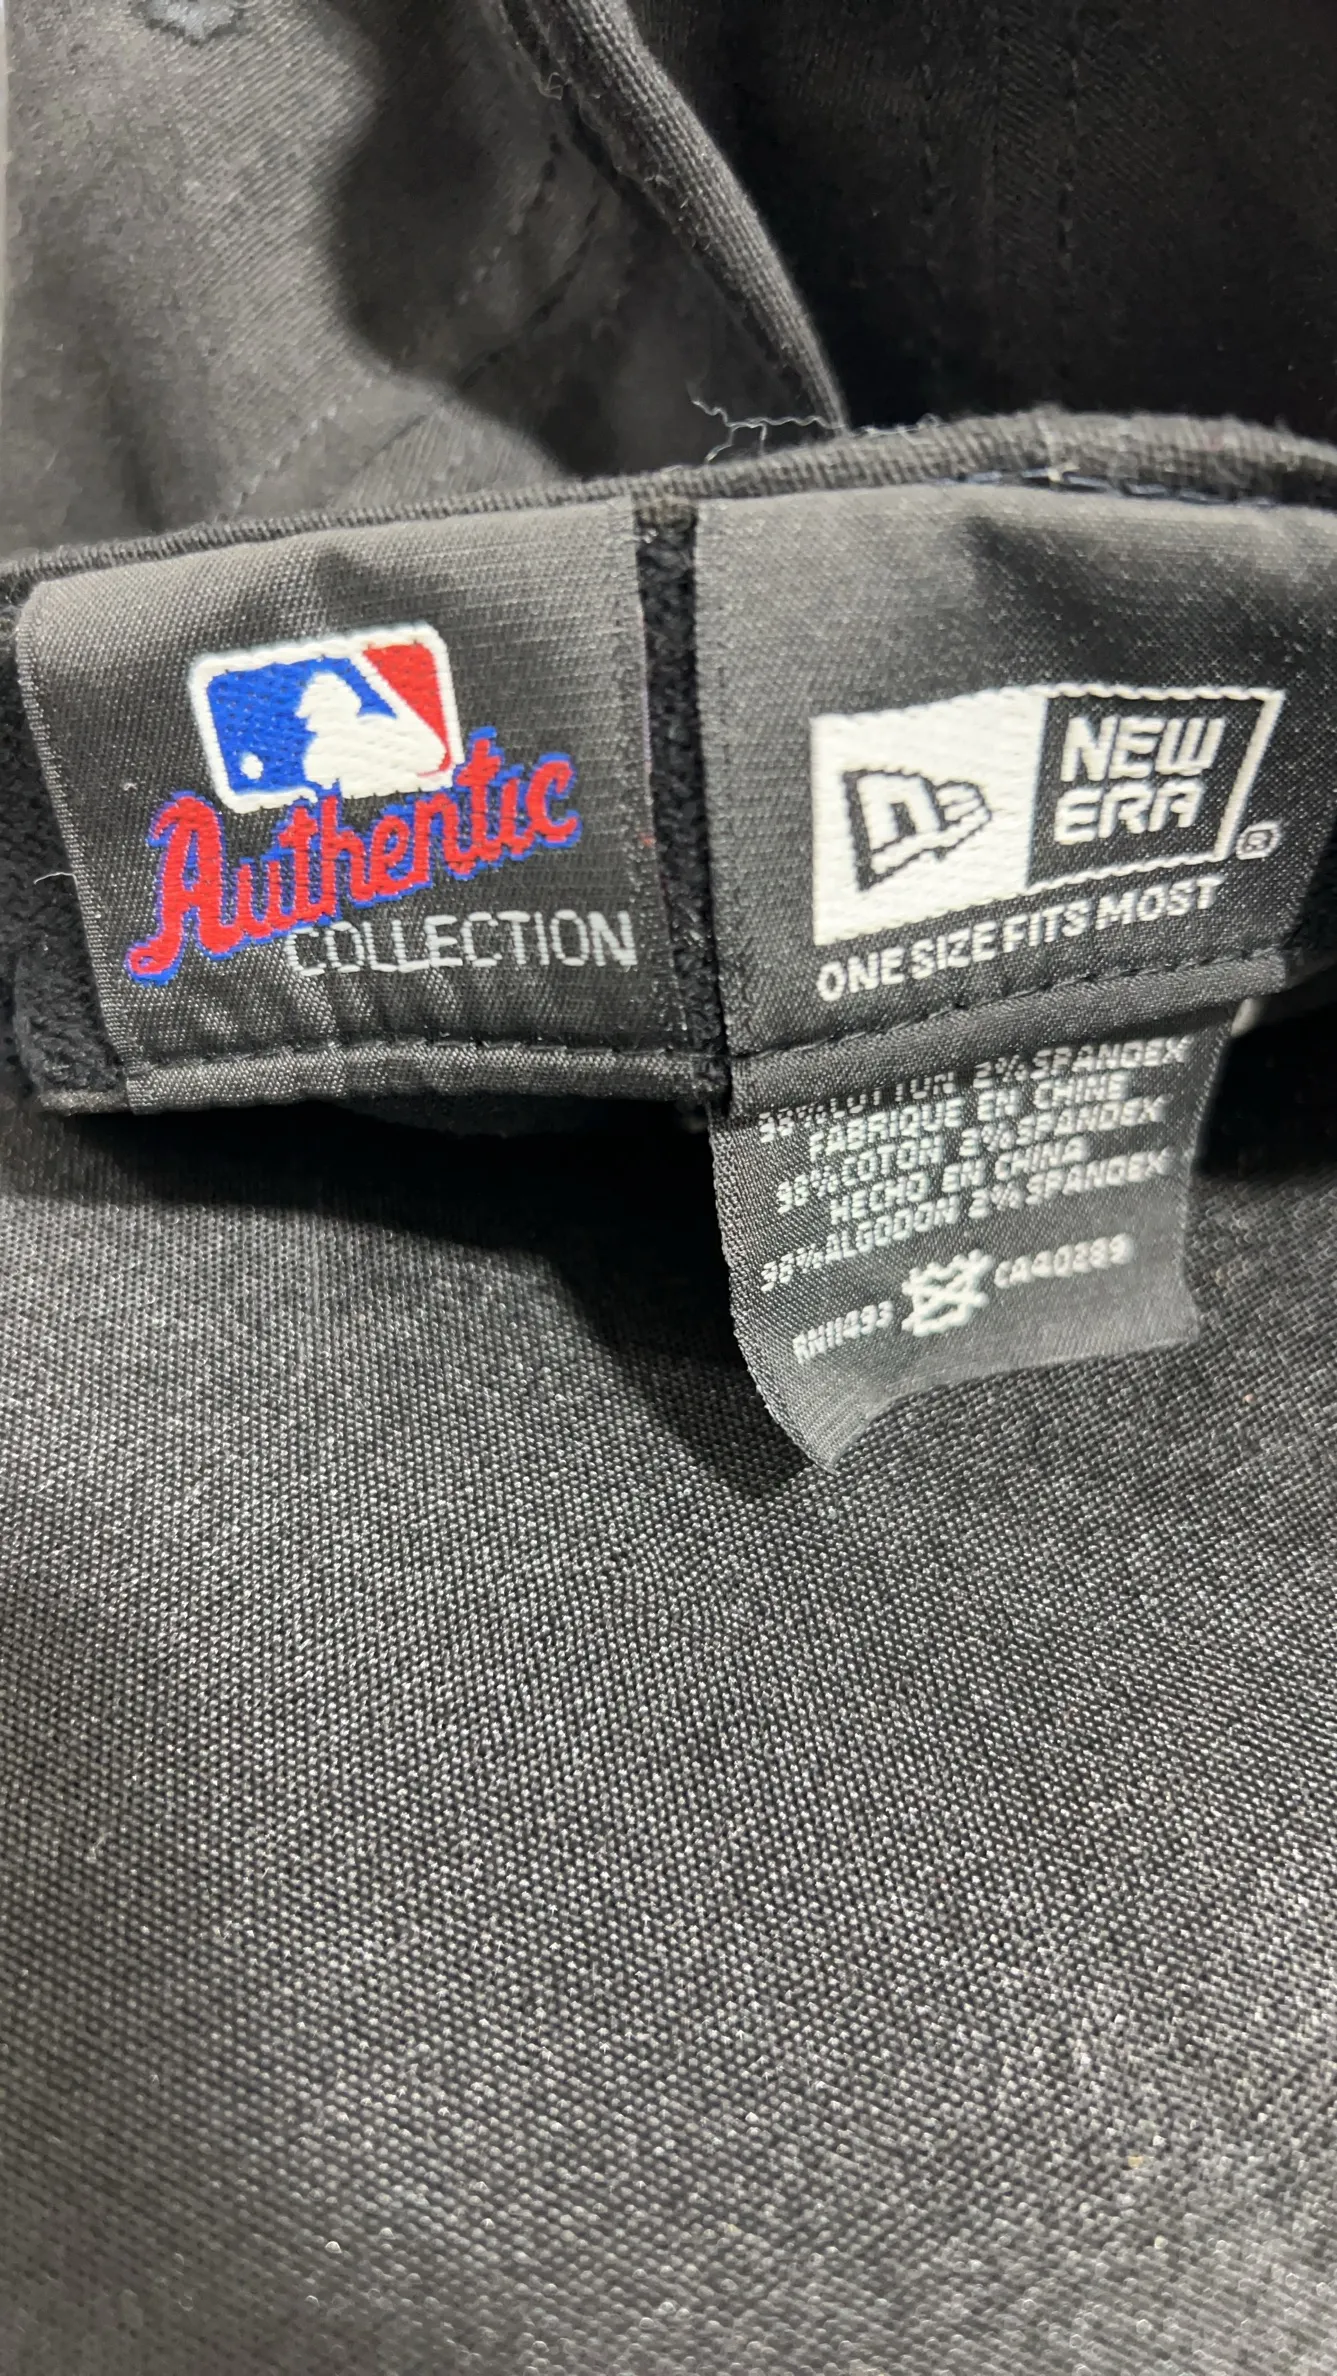 Authentic
COLLECTION
NEW
ERA
®
ONE SIZE FITS MOST
98% COTTON 2% SPANDEX
FABRIQUE EN CHINE
98% COTON 2% SPANDEX
HECHO EN CHINA
98% ALGODON 2% SPANDEX
RN11493 CA40289